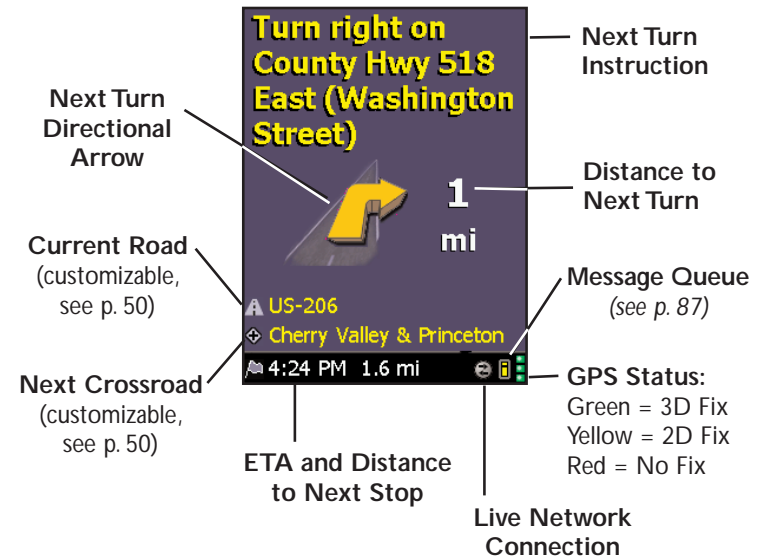 Turn right on
County Hwy 518
East (Washington
Street)
1
mi
US-206
Cherry Valley & Princeton
4:24 PM 1.6 mi
Next Turn
Instruction
Next Turn
Directional
Arrow
Distance to
Next Turn
Current Road
(customizable,
see p. 50)
Message Queue
(see p. 87)
Next Crossroad
(customizable,
see p. 50)
GPS Status:
Green = 3D Fix
Yellow = 2D Fix
Red = No Fix
ETA and Distance
to Next Stop
Live Network
Connection